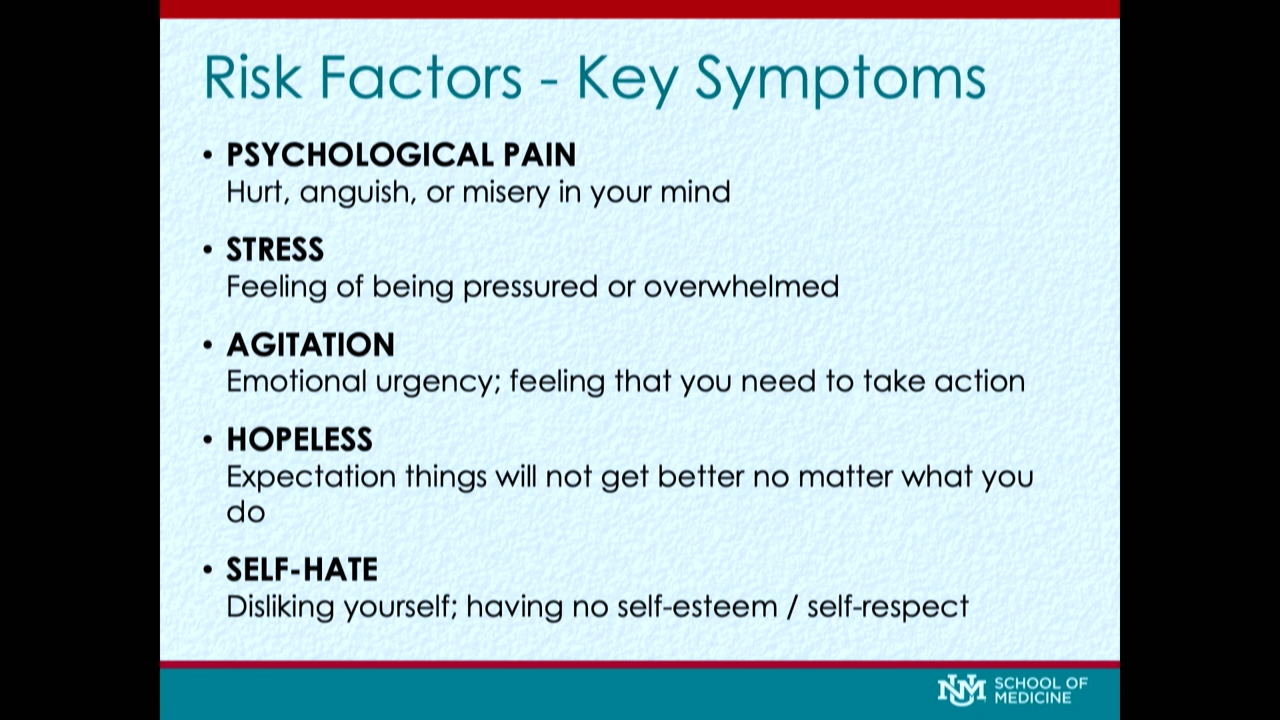 Risk Factors - Key Symptoms
• PSYCHOLOGICAL PAIN
Hurt, anguish, or misery in your mind
• STRESS
Feeling of being pressured or overwhelmed
• AGITATION
Emotional urgency; feeling that you need to take action
• HOPELESS
Expectation things will not get better no matter what you
do
• SELF-HATE
Disliking yourself; having no self-esteem / self-respect
UNM SCHOOL OF
MEDICINE